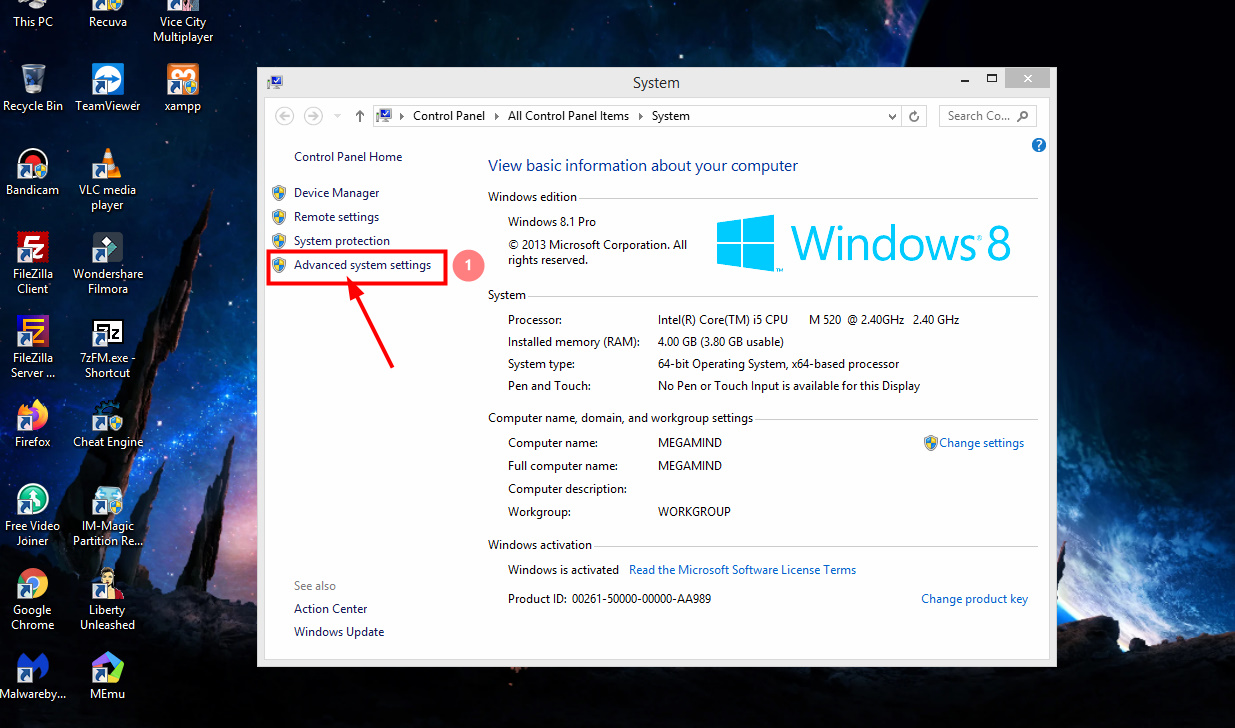 This PC
Recuva
Vice City
Multiplayer
Recycle Bin
TeamViewer
xampp
Bandicam
VLC media
player
FileZilla
Client
Wondershare
Filmora
FileZilla
Server ...
7zFM.exe -
Shortcut
Firefox
Cheat Engine
Free Video
Joiner
IM-Magic
Partition Re...
Google
Chrome
Liberty
Unleashed
Malwareby...
MEmu
System
Control Panel
All Control Panel Items
System
Search Co...
Control Panel Home
Device Manager
Remote settings
System protection
Advanced system settings
1
See also
Action Center
Windows Update
View basic information about your computer
Windows edition
Windows 8.1 Pro
© 2013 Microsoft Corporation. All
rights reserved.
Windows 8
System
Processor: Intel(R) Core(TM) i5 CPU M 520 @ 2.40GHz 2.40 GHz
Installed memory (RAM): 4.00 GB (3.80 GB usable)
System type: 64-bit Operating System, x64-based processor
Pen and Touch: No Pen or Touch Input is available for this Display
Computer name, domain, and workgroup settings
Computer name: MEGAMIND
Change settings
Full computer name: MEGAMIND
Computer description:
Workgroup: WORKGROUP
Windows activation
Windows is activated Read the Microsoft Software License Terms
Product ID: 00261-50000-00000-AA989
Change product key